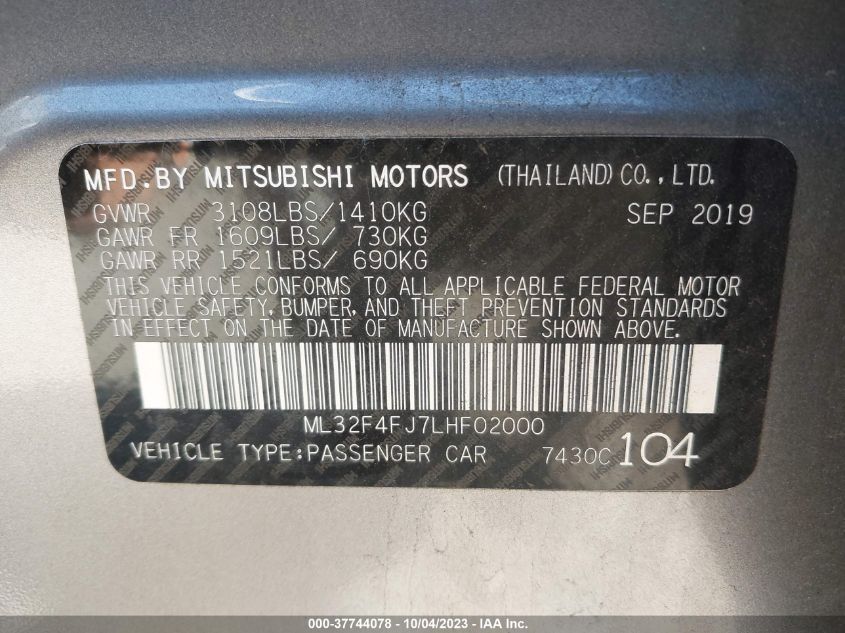 MFD.BY MITSUBISHI MOTORS (THAILAND)CO.,LTD.
GVWR 3108LBS/1410KG SEP 2019
GAWR FR 1609LBS/ 730KG
GAWR RR 1521LBS/ 690KG
THIS VEHICLE CONFORMS TO ALL APPLICABLE FEDERAL MOTOR
VEHICLE SAFETY, BUMPER, AND THEFT PREVENTION STANDARDS
IN EFFECT ON THE DATE OF MANUFACTURE SHOWN ABOVE.
ML32F4FJ7LHF02000
VEHICLE TYPE:PASSENGER CAR 7430C 104
000-37744078 - 10/04/2023 - IAA Inc.